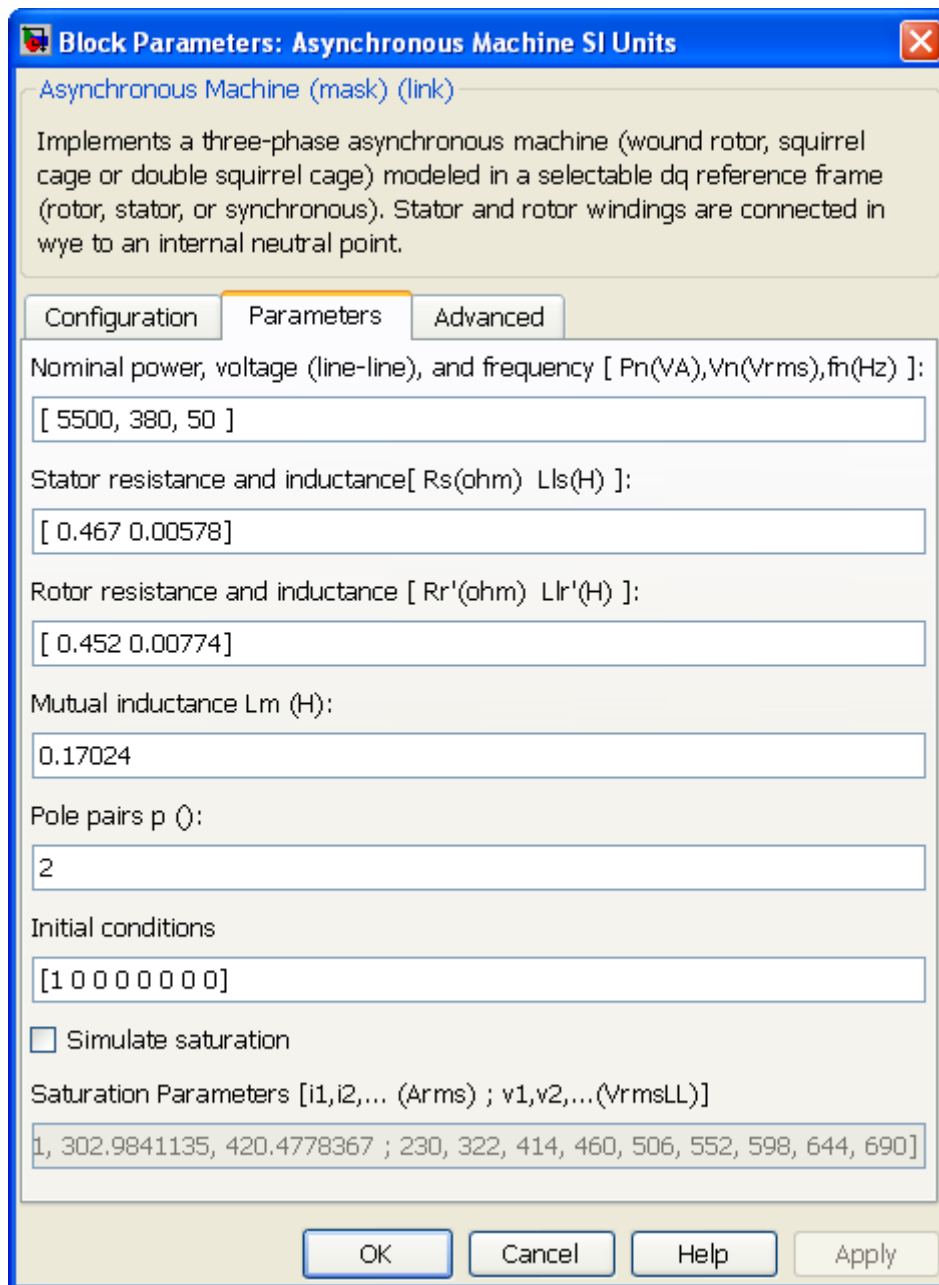 Block Parameters: Asynchronous Machine SI Units
Asynchronous Machine (mask) (link)
Implements a three-phase asynchronous machine (wound rotor, squirrel
cage or double squirrel cage) modeled in a selectable dq reference frame
(rotor, stator, or synchronous). Stator and rotor windings are connected in
wye to an internal neutral point.
Configuration Parameters Advanced
Nominal power, voltage (line-line), and frequency [ Pn(VA),Vn(Vrms),fn(Hz) ]:
[ 5500, 380, 50 ]
Stator resistance and inductance[ Rs(ohm) Lls(H) ]:
[ 0.467 0.00578]
Rotor resistance and inductance [ Rr'(ohm) Llr'(H) ]:
[ 0.452 0.00774]
Mutual inductance Lm (H):
0.17024
Pole pairs p ():
2
Initial conditions
[1 0 0 0 0 0 0 0]
Simulate saturation
Saturation Parameters [i1,i2,... (Arms) ; v1,v2,...(VrmsLL)]
1, 302.9841135, 420.4778367 ; 230, 322, 414, 460, 506, 552, 598, 644, 690]
OK Cancel Help Apply